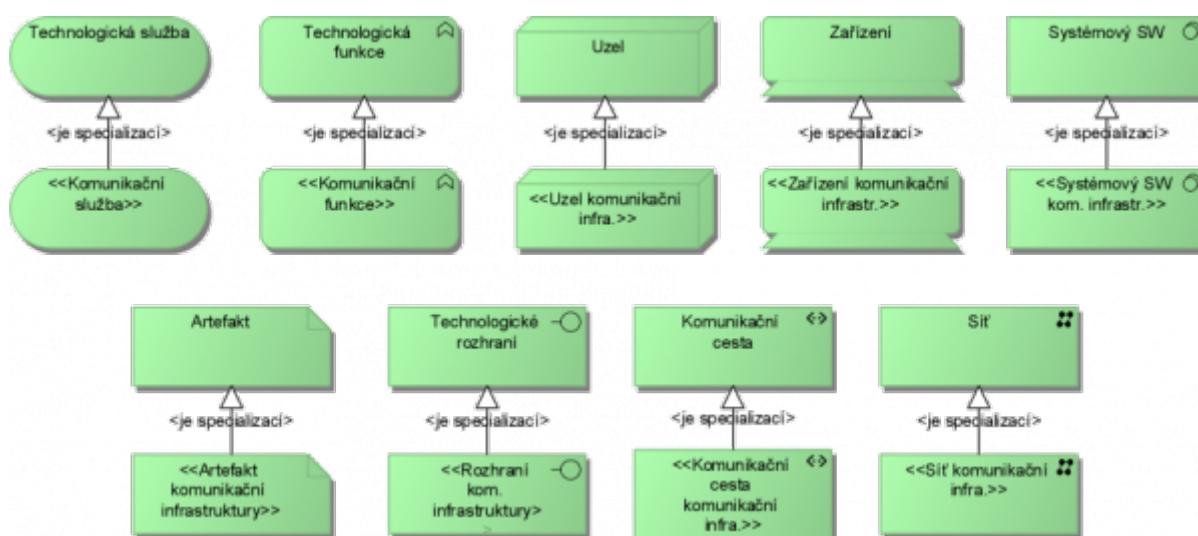 Technologická služba
Technologická
funkce
Uzel
Zařízení
Systémový SW
<je specializací>
<je specializací>
<je specializací>
<je specializací>
<je specializací>
<<Komunikační
služba>>
<<Komunikační
funkce>>
<<Uzel komunikační
infra.>>
<<Zařízení komunikační
infrastr.>>
<<Systémový SW
kom. infrastr.>>
Artefakt
Technologické
rozhraní
Komunikační
cesta
Síť
<je specializací>
<je specializací>
<je specializací>
<je specializací>
<<Artefakt
komunikační
infrastruktury>>
<<Rozhraní
kom.
infrastruktury>
>
<<Komunikační
cesta
komunikační
infra.>>
<<Síť komunikační
infra.>>